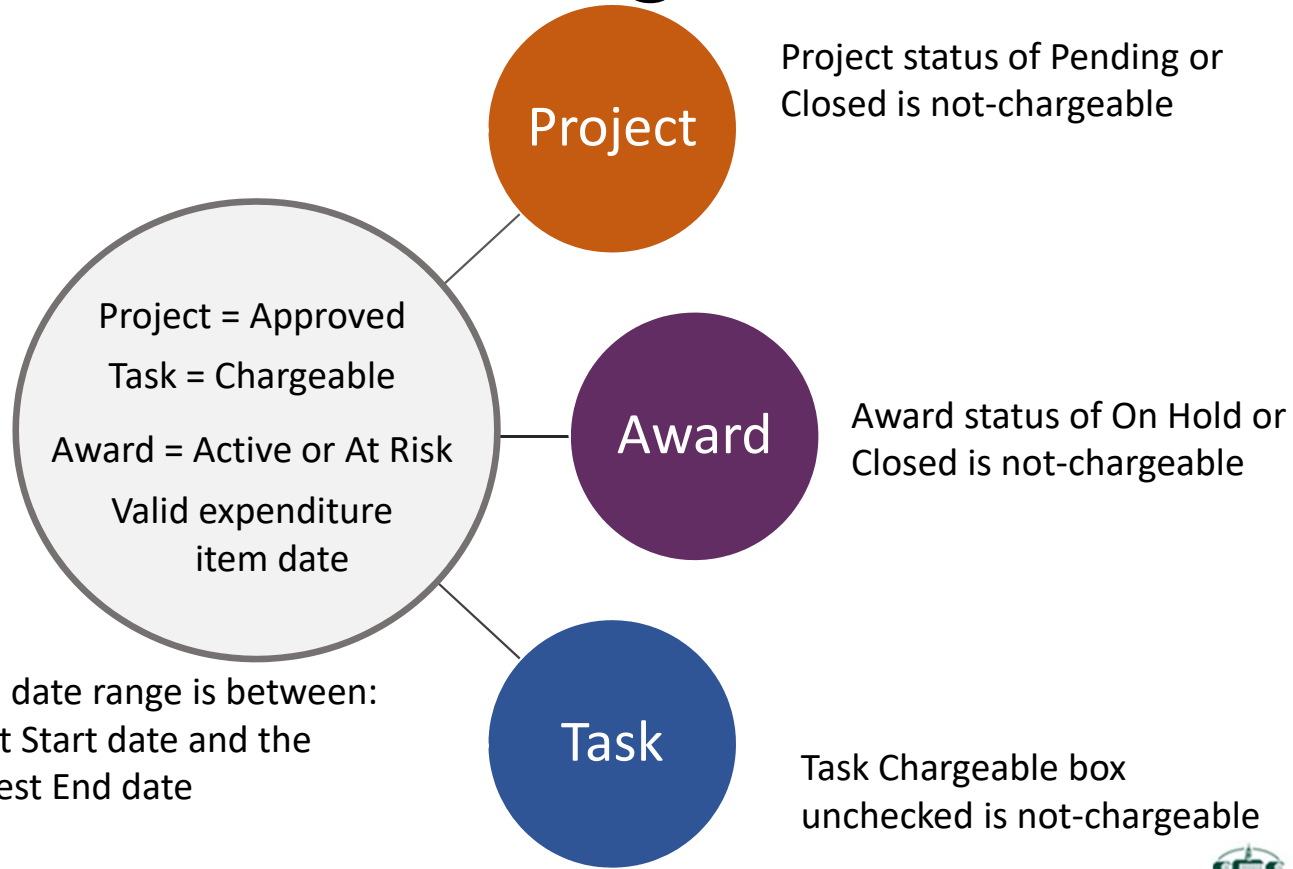 Project
Project status of Pending or
Closed is not-chargeable
Project = Approved
Task = Chargeable
Award = Active or At Risk
Valid expenditure
item date
Award
Award status of On Hold or
Closed is not-chargeable
date range is between:
Start date and the
End date
Task
Task Chargeable box
unchecked is not-chargeable